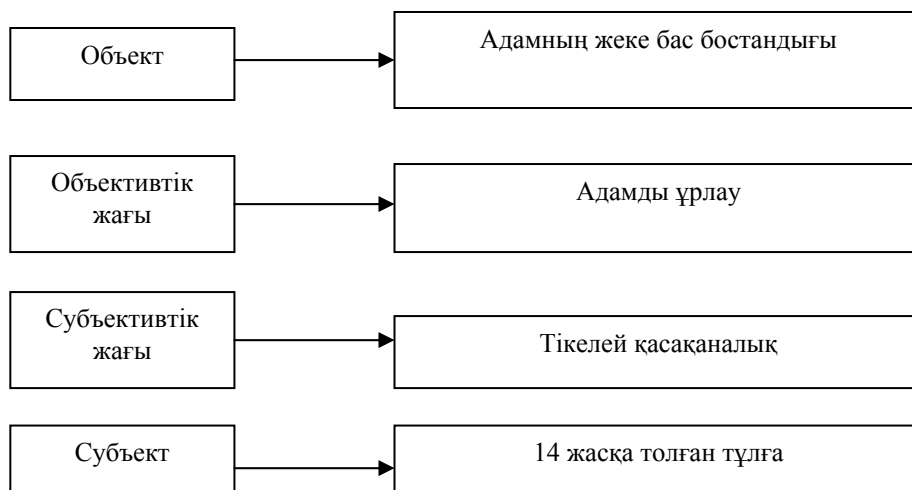 Объект
Адамның жеке бас бостандығы
Объективтік
жағы
Адамды ұрлау
Субъективтік
жағы
Тікелей қасақаналық
Субъект
14 жасқа толған тұлға